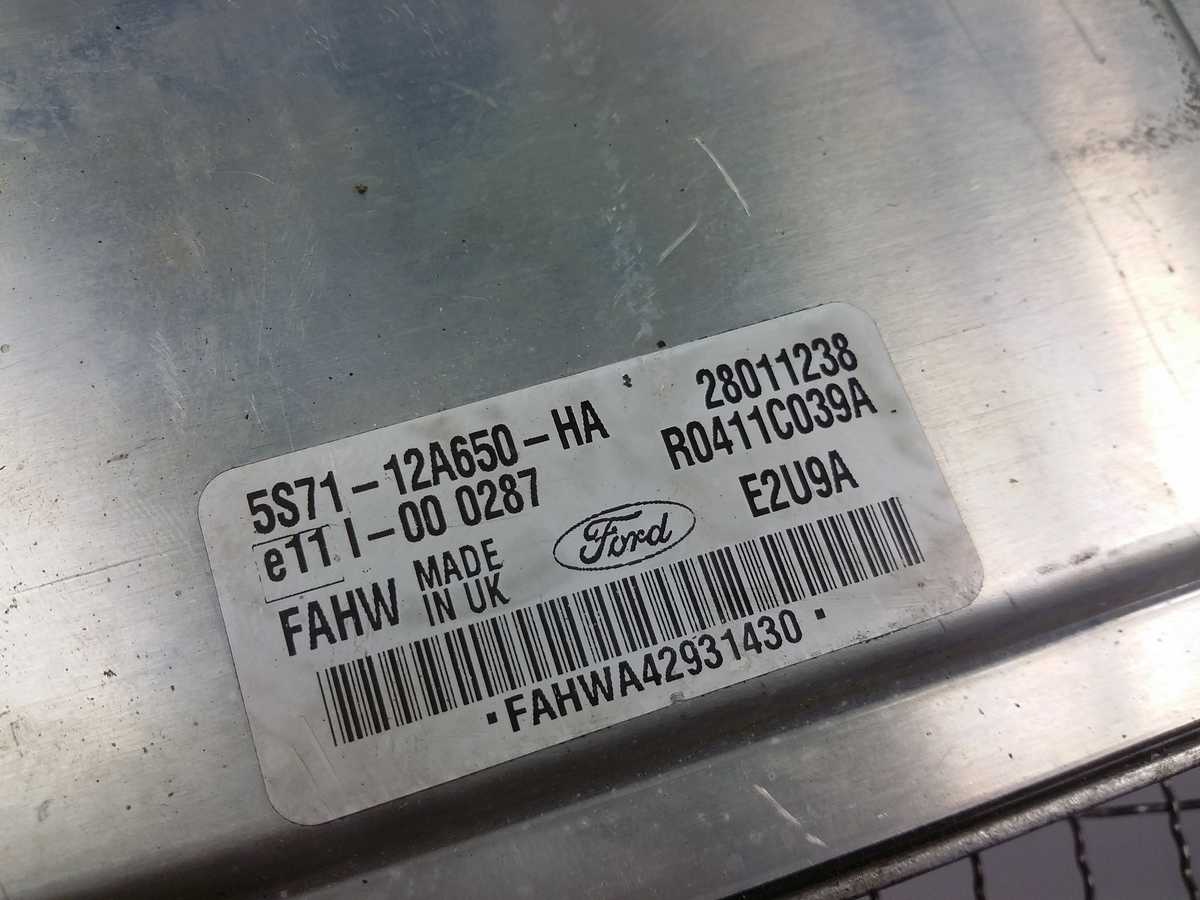 5S71-12A650-HA 28011238
e11 I-00 0287 R0411C039A
FAHW MADE IN UK Ford E2U9A
FAHWA42931430